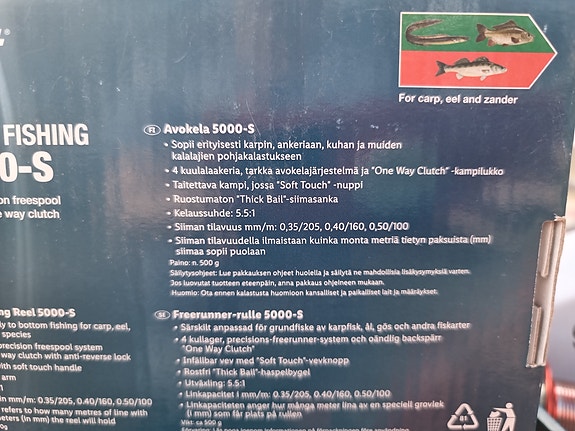 For carp, eel and zander
FISHING
0-S
on freespool
e way clutch
FI Avokela 5000-S
• Sopii erityisesti karpin, ankeriaan, kuhan ja muiden
kalalajien pohjakalastukseen
• 4 kuulalaakeria, tarkka avokelajärjestelmä ja "One Way Clutch" -kampilukko
• Taitettava kampi, jossa "Soft Touch" -nuppi
• Ruostumaton "Thick Bail"-siimasanka
• Kelaussuhde: 5.5:1
• Siiman tilavuus mm/m: 0,35/205, 0,40/160, 0,50/100
• Siiman tilavuudella ilmaistaan kuinka monta metriä tietyn paksuista (mm)
siimaa sopii puolaan
Paino: n. 500 g
Säilytysohjeet: Lue pakkauksen ohjeet huolella ja säilytä ne mahdollisia lisäkysymyksiä varten.
Jos luovutat tuotteen eteenpäin, anna pakkaus ohjeineen mukaan.
Huomio: Ota ennen kalastusta huomioon kansalliset ja paikalliset lait ja määräykset.
ng Reel 5000-S
ly to bottom fishing for carp, eel,
species
recision freespool system
way clutch with anti-reverse lock
ith soft touch handle
arm
1
in mm/m: 0.35/205, 0.40/160, 0.50/100
refers to how many metres of line with
meters (in mm) the reel will hold
0g
SE Freerunner-rulle 5000-S
• Särskilt anpassad för grundfiske av karpfisk, ål, gös och andra fiskarter
• 4 kullager, precisions-freerunner-system och oändlig backspärr
"One Way Clutch"
• Infällbar vev med "Soft Touch"-vevknopp
• Rostfri "Thick Bail"-haspelbygel
• Utväxling: 5.5:1
• Linkapacitet i mm/m: 0.35/205, 0.40/160, 0.50/100
• Linkapaciteten anger hur många meter lina av en speciell grovlek
(i mm) som får plats på rullen
Vikt: ca 500 g